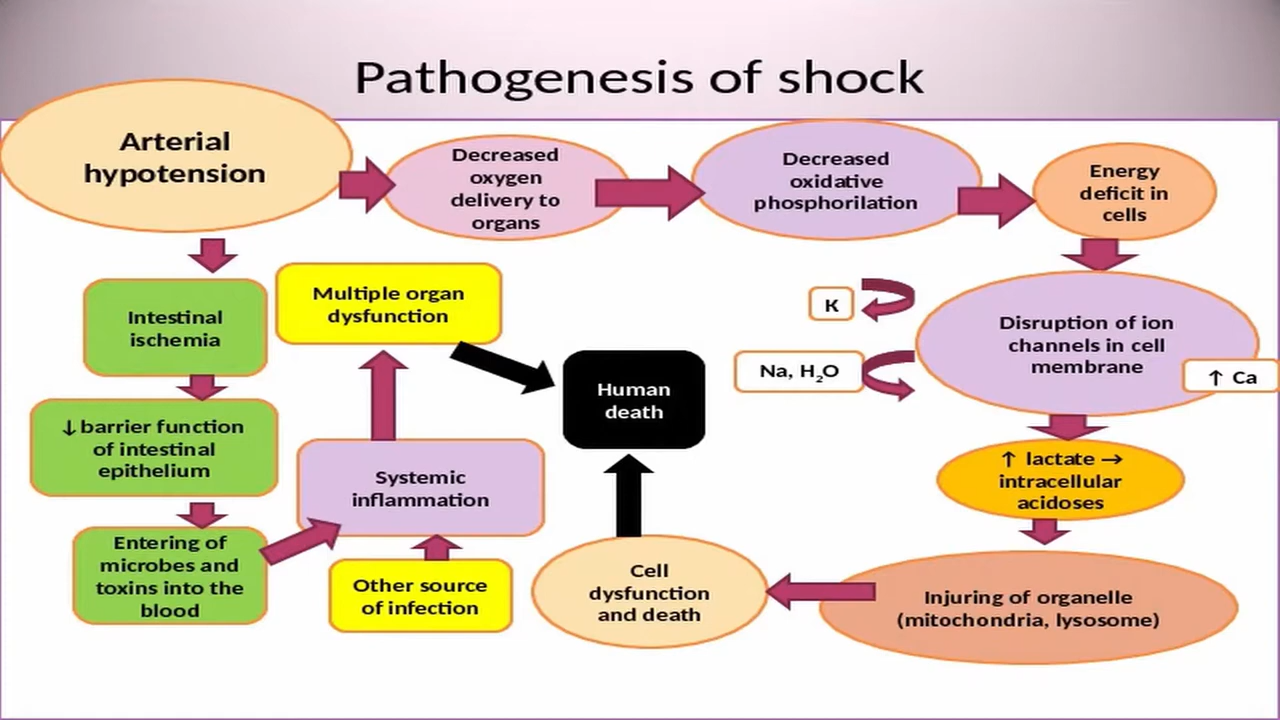 Pathogenesis of shock
Arterial
hypotension
Decreased
oxygen
delivery to
organs
Decreased
oxidative
phosphorilation
Energy
deficit in
cells
Intestinal
ischemia
Multiple organ
dysfunction
K
Na, H₂O
Disruption of ion
channels in cell
membrane
↑ Ca
Human
death
↓barrier function
of intestinal
epithelium
Systemic
inflammation
↑ lactate →
intracellular
acidoses
Entering of
microbes and
toxins into the
blood
Other source
of infection
Cell
dysfunction
and death
Injuring of organelle
(mitochondria, lysosome)